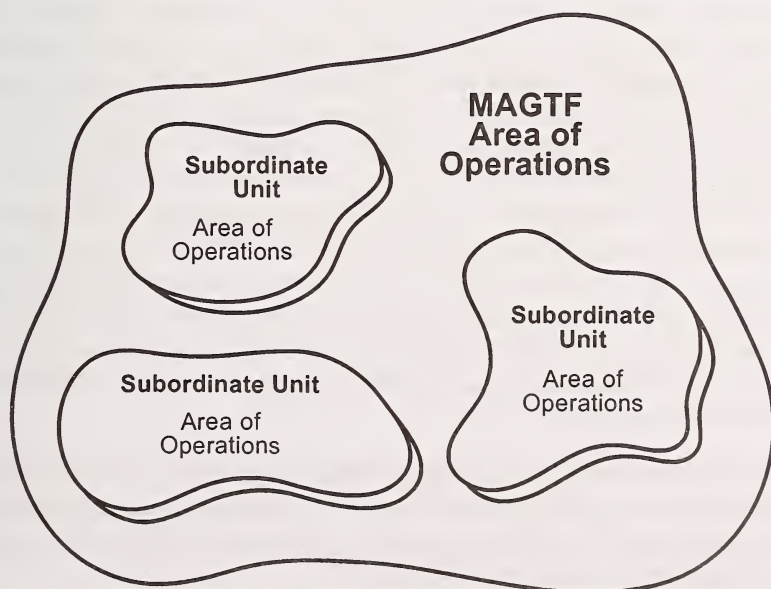 MAGTF
Area of
Operations
Subordinate
Unit
Area of
Operations
Subordinate
Unit
Area of
Operations
Subordinate Unit
Area of
Operations